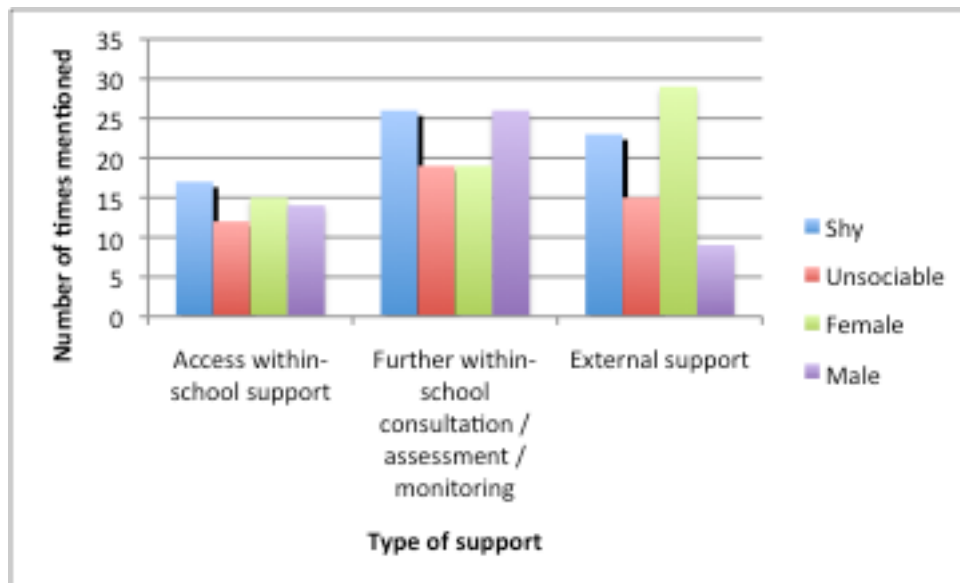 Number of times mentioned
35
30
25
20
15
10
5
0
Access within-
school support
Further within-
school
consultation /
assessment /
monitoring
External support
Type of support
Shy
Unsociable
Female
Male